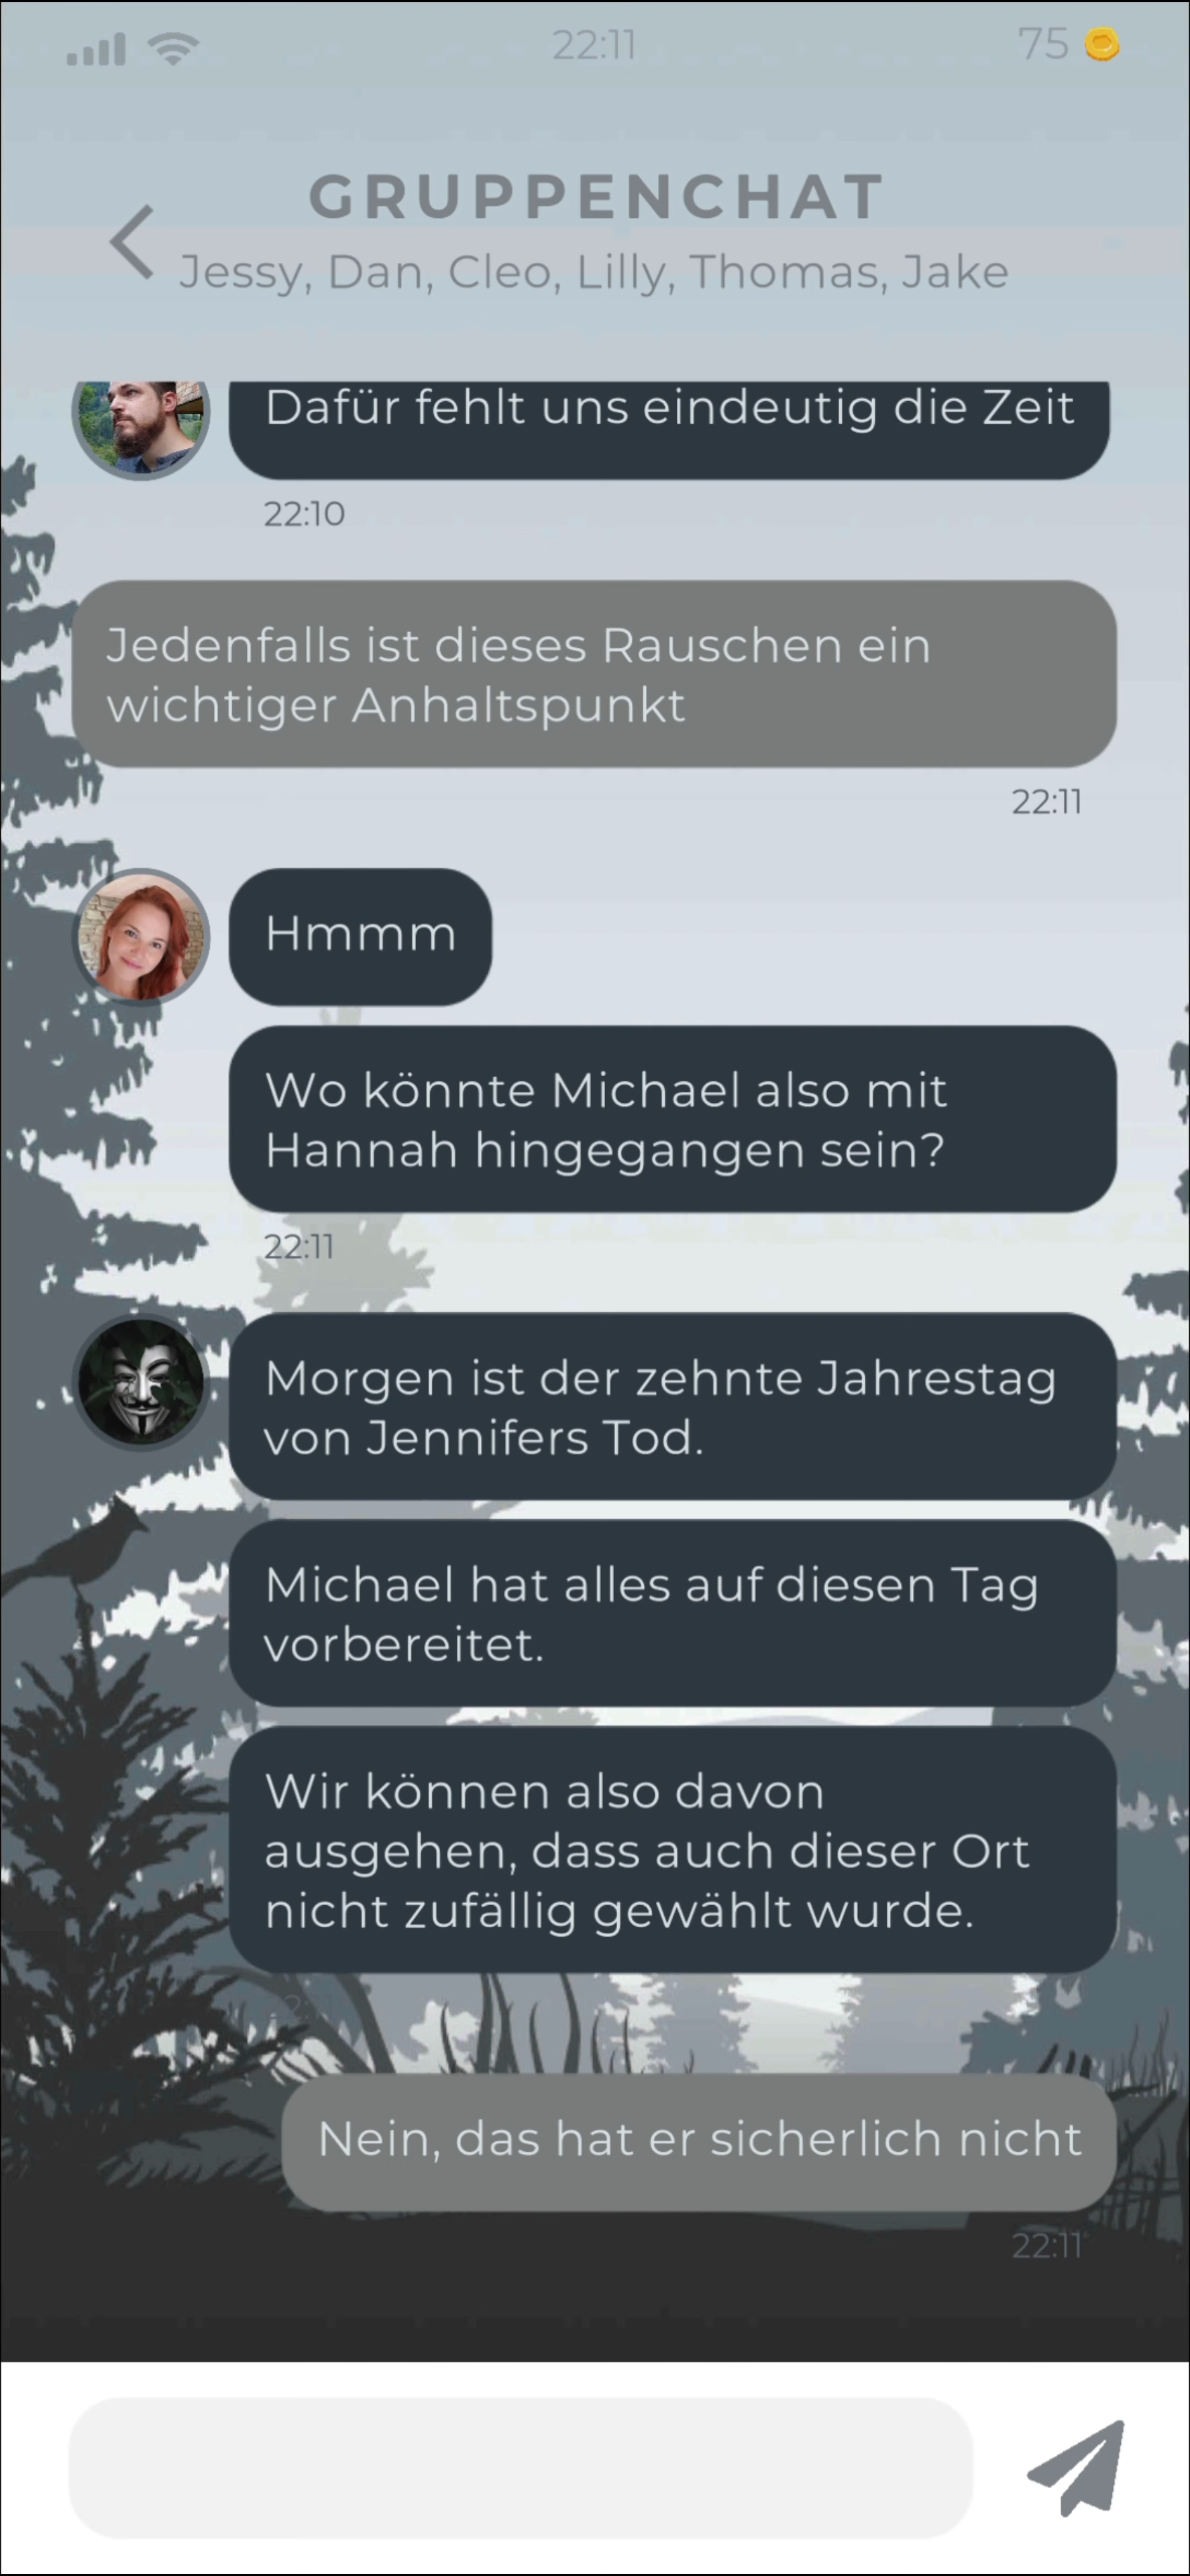 22:11
75
GRUPPENCHAT
Jessy, Dan, Cleo, Lilly, Thomas, Jake
Dafür fehlt uns eindeutig die Zeit
22:10
Jedenfalls ist dieses Rauschen ein
wichtiger Anhaltspunkt
22:11
Hmmm
Wo könnte Michael also mit
Hannah hingegangen sein?
22:11
Morgen ist der zehnte Jahrestag
von Jennifers Tod.
Michael hat alles auf diesen Tag
vorbereitet.
Wir können also davon
ausgehen, dass auch dieser Ort
nicht zufällig gewählt wurde.
Nein, das hat er sicherlich nicht
22:11